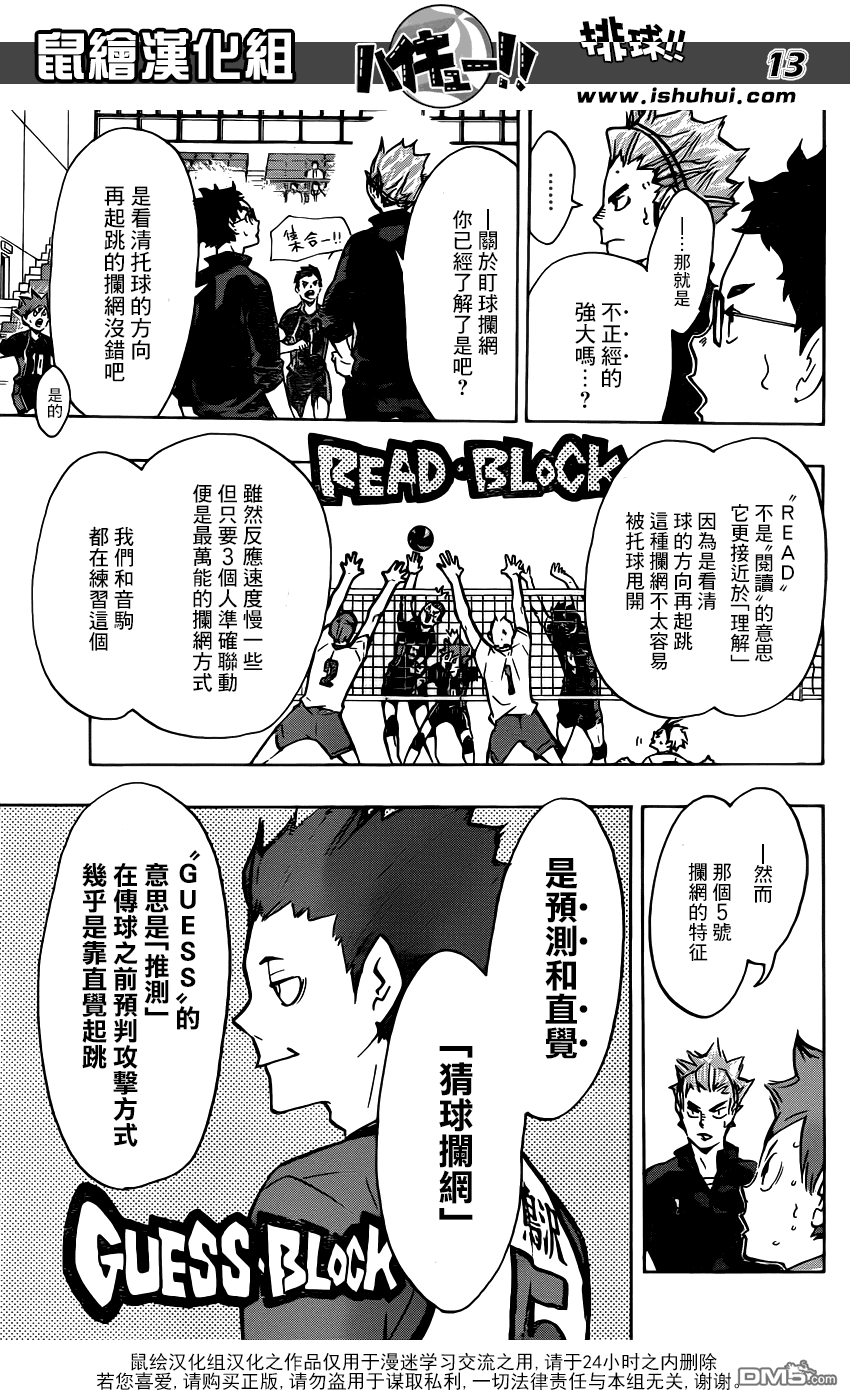 鼠繪漢化組
ハイキュー!!
排球!!
13
www.ishuhui.com
……
—……那就是
不正經的
強大嗎…?
—關於盯球攔網
你已經了解了是吧?
集合—!!
是看清托球的方向
再起跳的攔網沒錯吧
是的
READ·BLOCK
"READ"
不是"閱讀"的意思
它更接近於「理解」
因為是看清
球的方向再起跳
這種攔網不太容易
被托球甩開
雖然反應速度慢一些
但只要3個人準確聯動
便是最萬能的攔網方式
我們和音駒
都在練習這個
—然而
那個5號
攔網的特征
是預測和直覺
「猜球攔網」
"GUESS"的
意思是「推測」
在傳球之前預判攻擊方式
幾乎是靠直覺起跳
GUESS·BLOCK
5
鼠绘汉化组汉化之作品仅用于漫迷学习交流之用, 请于24小时之内删除
若您喜爱, 请购买正版, 请勿盗用于谋取私利, 一切法律责任与本组无关, 谢谢。